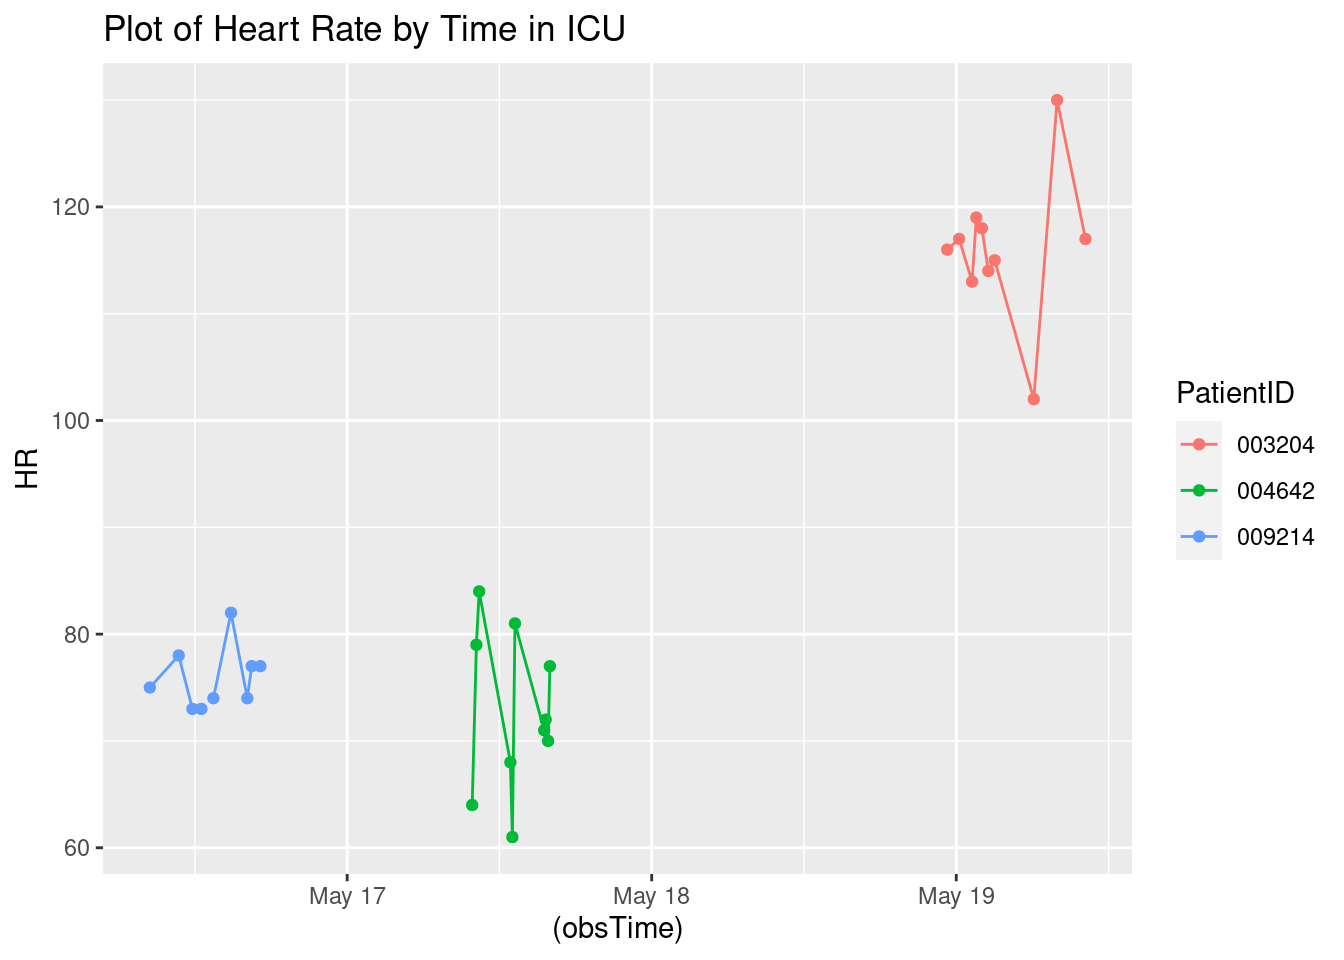 Plot of Heart Rate by Time in ICU
120
100
80
60
HR
May 17
May 18
May 19
(obsTime)
PatientID
003204
004642
009214